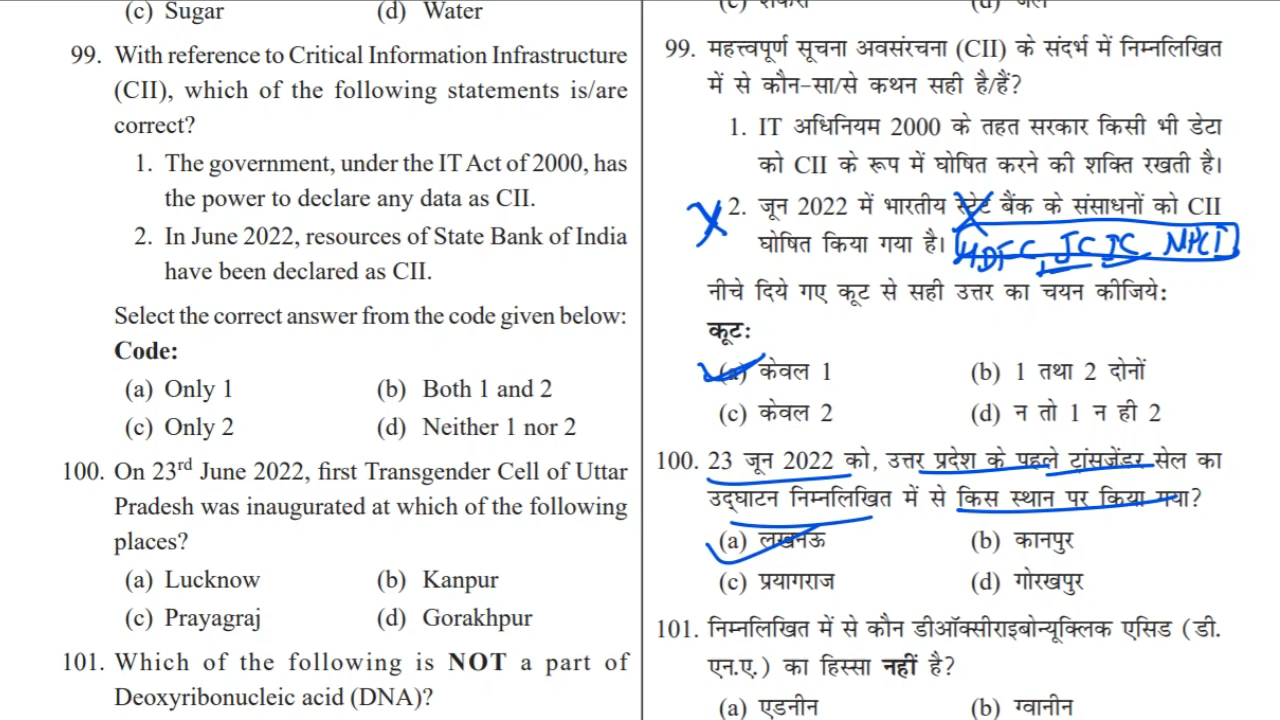 (c) Sugar (d) Water
99. With reference to Critical Information Infrastructure
(CII), which of the following statements is/are
correct?
1. The government, under the IT Act of 2000, has
the power to declare any data as CII.
2. In June 2022, resources of State Bank of India
have been declared as CII.
Select the correct answer from the code given below:
Code:
(a) Only 1 (b) Both 1 and 2
(c) Only 2 (d) Neither 1 nor 2
100. On 23rd June 2022, first Transgender Cell of Uttar
Pradesh was inaugurated at which of the following
places?
(a) Lucknow (b) Kanpur
(c) Prayagraj (d) Gorakhpur
101. Which of the following is NOT a part of
Deoxyribonucleic acid (DNA)?
99. महत्त्वपूर्ण सूचना अवसंरचना (CII) के संदर्भ में निम्नलिखित
में से कौन-सा/से कथन सही है/हैं?
1. IT अधिनियम 2000 के तहत सरकार किसी भी डेटा
को CII के रूप में घोषित करने की शक्ति रखती है।
2. जून 2022 में भारतीय स्टेट बैंक के संसाधनों को CII
घोषित किया गया है। HDFC, ICIC NPCI
नीचे दिये गए कूट से सही उत्तर का चयन कीजिये:
कूट:
(a) केवल 1 (b) 1 तथा 2 दोनों
(c) केवल 2 (d) न तो 1 न ही 2
100. 23 जून 2022 को, उत्तर प्रदेश के पहले ट्रांसजेंडर सेल का
उद्घाटन निम्नलिखित में से किस स्थान पर किया गया?
(a) लखनऊ (b) कानपुर
(c) प्रयागराज (d) गोरखपुर
101. निम्नलिखित में से कौन डीऑक्सीराइबोन्यूक्लिक एसिड (डी.
एन.ए.) का हिस्सा नहीं है?
(a) एडनीन (b) ग्वानीन